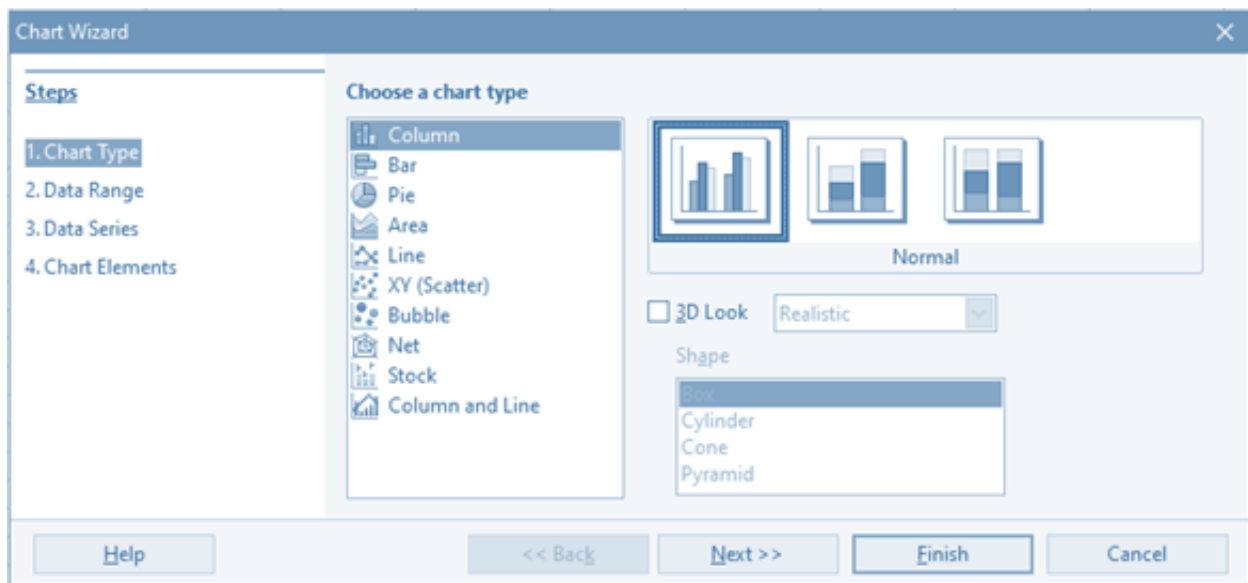 Chart Wizard
Steps
1. Chart Type
2. Data Range
3. Data Series
4. Chart Elements
Choose a chart type
Column
Bar
Pie
Area
Line
XY (Scatter)
Bubble
Net
Stock
Column and Line
Normal
3D Look
Realistic
Shape
Box
Cylinder
Cone
Pyramid
Help
<< Back
Next >>
Finish
Cancel